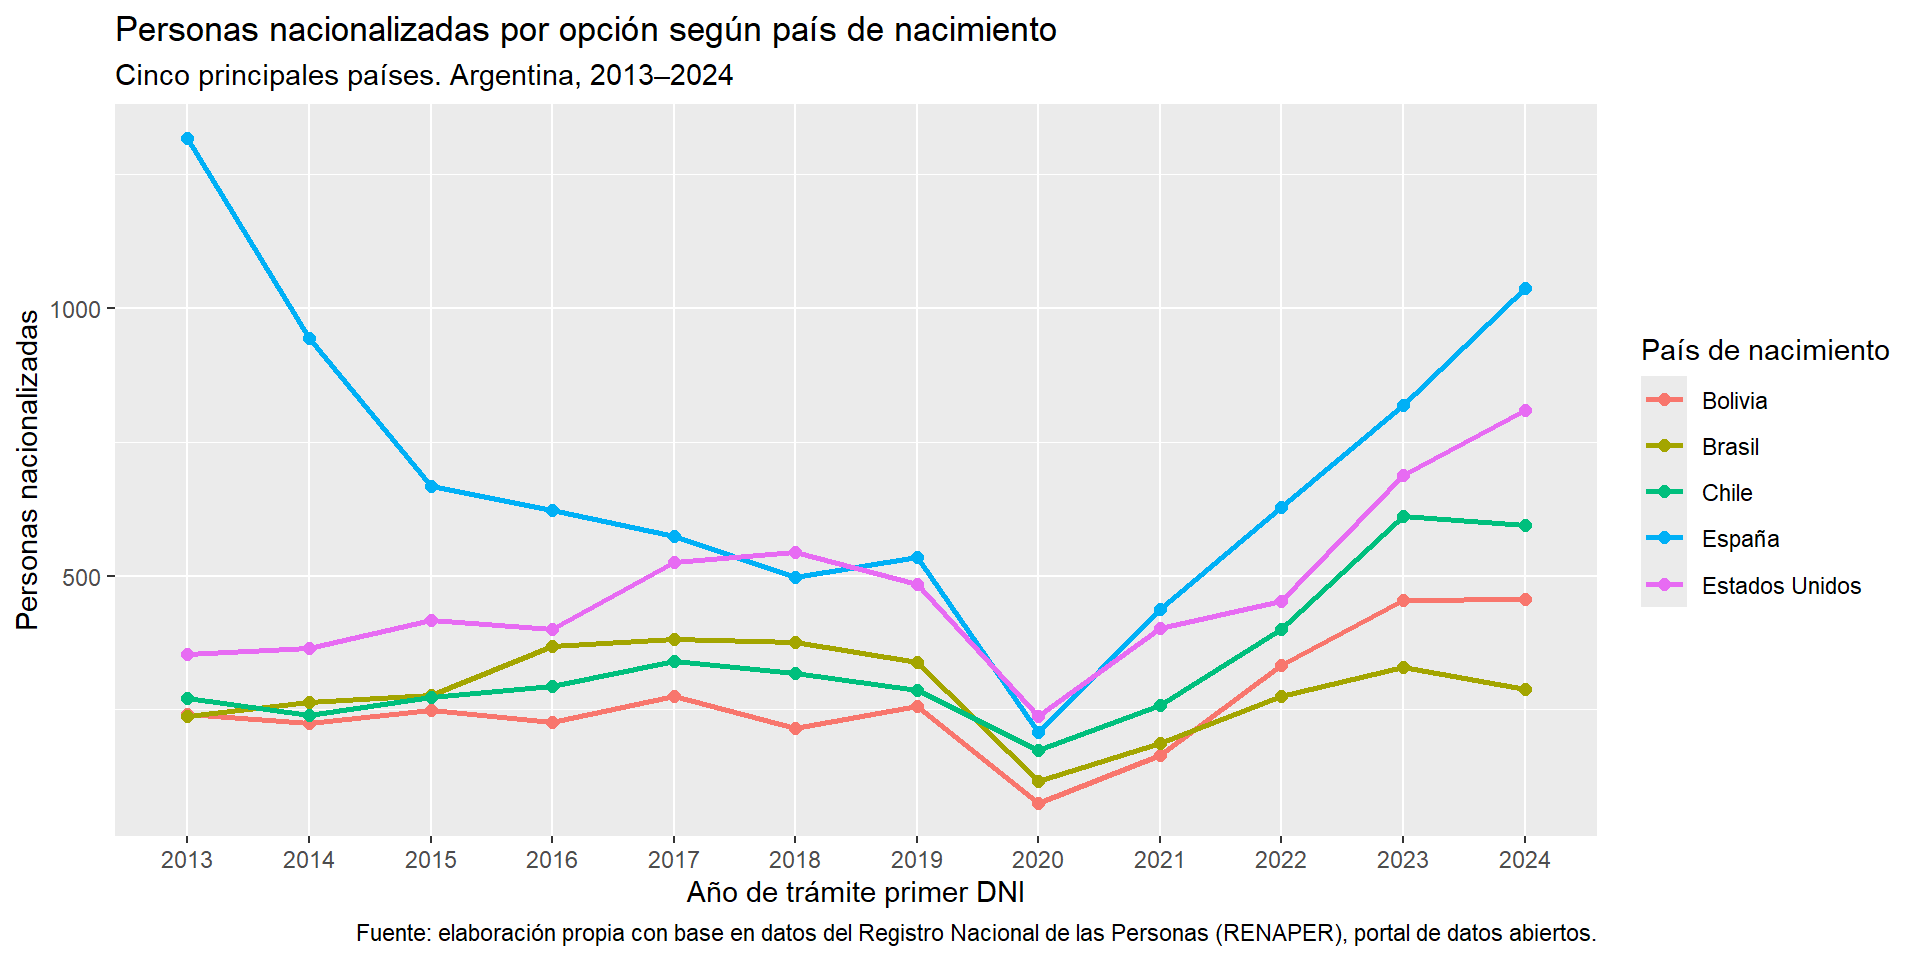 Personas nacionalizadas por opción según país de nacimiento
Cinco principales países. Argentina, 2013–2024
Personas nacionalizadas
1000
500
2013 2014 2015 2016 2017 2018 2019 2020 2021 2022 2023 2024
Año de trámite primer DNI
País de nacimiento
Bolivia
Brasil
Chile
España
Estados Unidos
Fuente: elaboración propia con base en datos del Registro Nacional de las Personas (RENAPER), portal de datos abiertos.